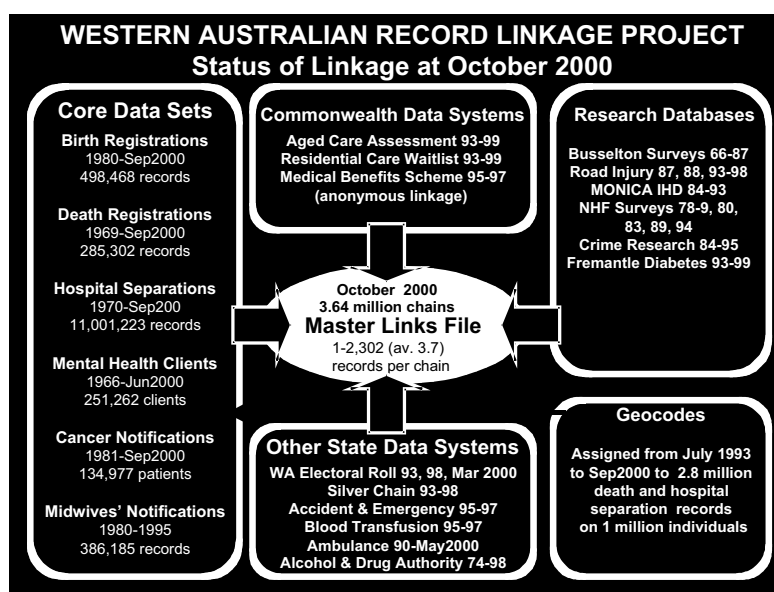 WESTERN AUSTRALIAN RECORD LINKAGE PROJECT
Status of Linkage at October 2000
Core Data Sets
Birth Registrations
1980-Sep2000
498,468 records
Death Registrations
1969-Sep2000
285,302 records
Hospital Separations
1970-Sep200
11,001,223 records
Mental Health Clients
1966-Jun2000
251,262 clients
Cancer Notifications
1981-Sep2000
134,977 patients
Midwives' Notifications
1980-1995
386,185 records
Commonwealth Data Systems
Aged Care Assessment 93-99
Residential Care Waitlist 93-99
Medical Benefits Scheme 95-97
(anonymous linkage)
October 2000
3.64 million chains
Master Links File
1-2,302 (av. 3.7)
records per chain
Other State Data Systems
WA Electoral Roll 93, 98, Mar 2000
Silver Chain 93-98
Accident & Emergency 95-97
Blood Transfusion 95-97
Ambulance 90-May2000
Alcohol & Drug Authority 74-98
Research Databases
Busselton Surveys 66-87
Road Injury 87, 88, 93-98
MONICA IHD 84-93
NHF Surveys 78-9, 80,
83, 89, 94
Crime Research 84-95
Fremantle Diabetes 93-99
Geocodes
Assigned from July 1993
to Sep2000 to 2.8 million
death and hospital
separation records
on 1 million individuals